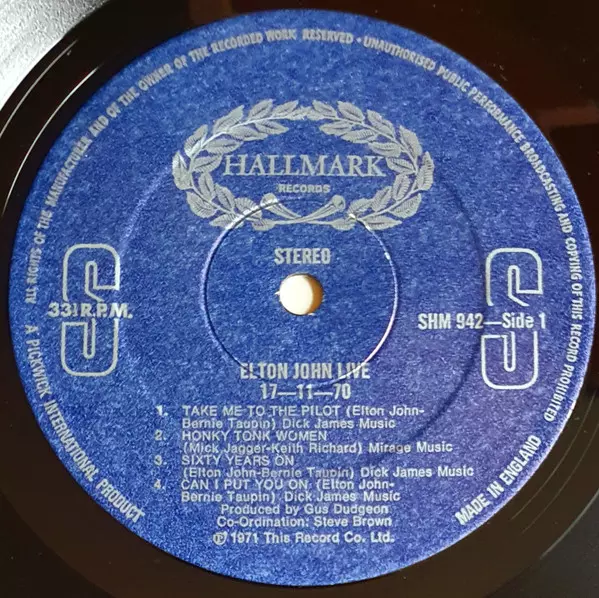 ALL RIGHTS OF THE MANUFACTURER AND OF THE OWNER OF THE RECORDED WORK RESERVED · UNAUTHORISED PUBLIC PERFORMANCE BROADCASTING AND COPYING OF THIS RECORD PROHIBITED
HALLMARK
RECORDS
STEREO
S
33⅓ R.P.M.
S
SHM 942—Side 1
ELTON JOHN LIVE
17—11—70
1. TAKE ME TO THE PILOT (Elton John-
Bernie Taupin) Dick James Music
2. HONKY TONK WOMEN
(Mick Jagger-Keith Richard) Mirage Music
3. SIXTY YEARS ON
(Elton John-Bernie Taupin) Dick James Music
4. CAN I PUT YOU ON (Elton John-
Bernie Taupin) Dick James Music
Produced by Gus Dudgeon
Co-Ordination: Steve Brown
℗ 1971 This Record Co. Ltd.
A PICKWICK INTERNATIONAL PRODUCT
MADE IN ENGLAND